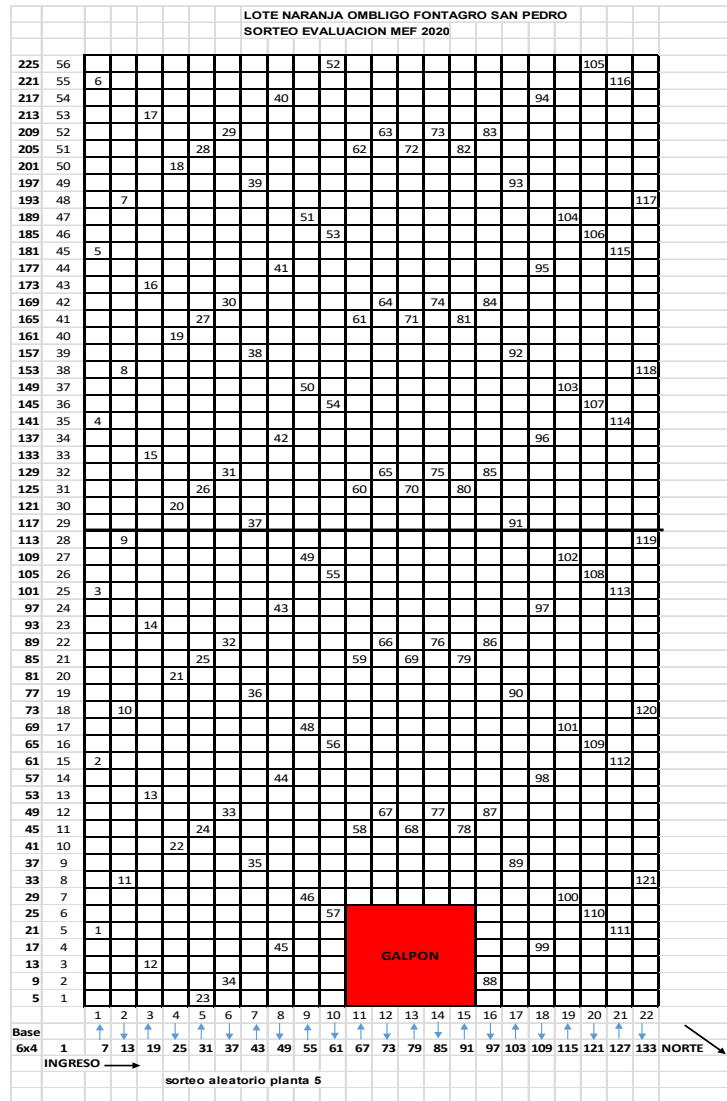 LOTE NARANJA OMBLIGO FONTAGRO SAN PEDRO
SORTEO EVALUACION MEF 2020
225 56 52 105
221 55 6 116
217 54 40 94
213 53 17
209 52 29 63 73 83
205 51 28 62 72 82
201 50 18
197 49 39 93
193 48 7 117
189 47 51 104
185 46 53 106
181 45 5 115
177 44 41 95
173 43 16
169 42 30 64 74 84
165 41 27 61 71 81
161 40 19
157 39 38 92
153 38 8 118
149 37 50 103
145 36 54 107
141 35 4 114
137 34 42 96
133 33 15
129 32 31 65 75 85
125 31 26 60 70 80
121 30 20
117 29 37 91
113 28 9 119
109 27 49 102
105 26 55 108
101 25 3 113
97 24 43 97
93 23 14
89 22 32 66 76 86
85 21 25 59 69 79
81 20 21
77 19 36 90
73 18 10 120
69 17 48 101
65 16 56 109
61 15 2 112
57 14 44 98
53 13 13
49 12 33 67 77 87
45 11 24 58 68 78
41 10 22
37 9 35 89
33 8 11 121
29 7 46 100
25 6 57 110
21 5 1 111
17 4 45 99
GALPON
13 3 12
9 2 34 88
5 1 23
1 2 3 4 5 6 7 8 9 10 11 12 13 14 15 16 17 18 19 20 21 22
Base
6x4 1 7 13 19 25 31 37 43 49 55 61 67 73 79 85 91 97 103 109 115 121 127 133 NORTE
INGRESO
sorteo aleatorio planta 5